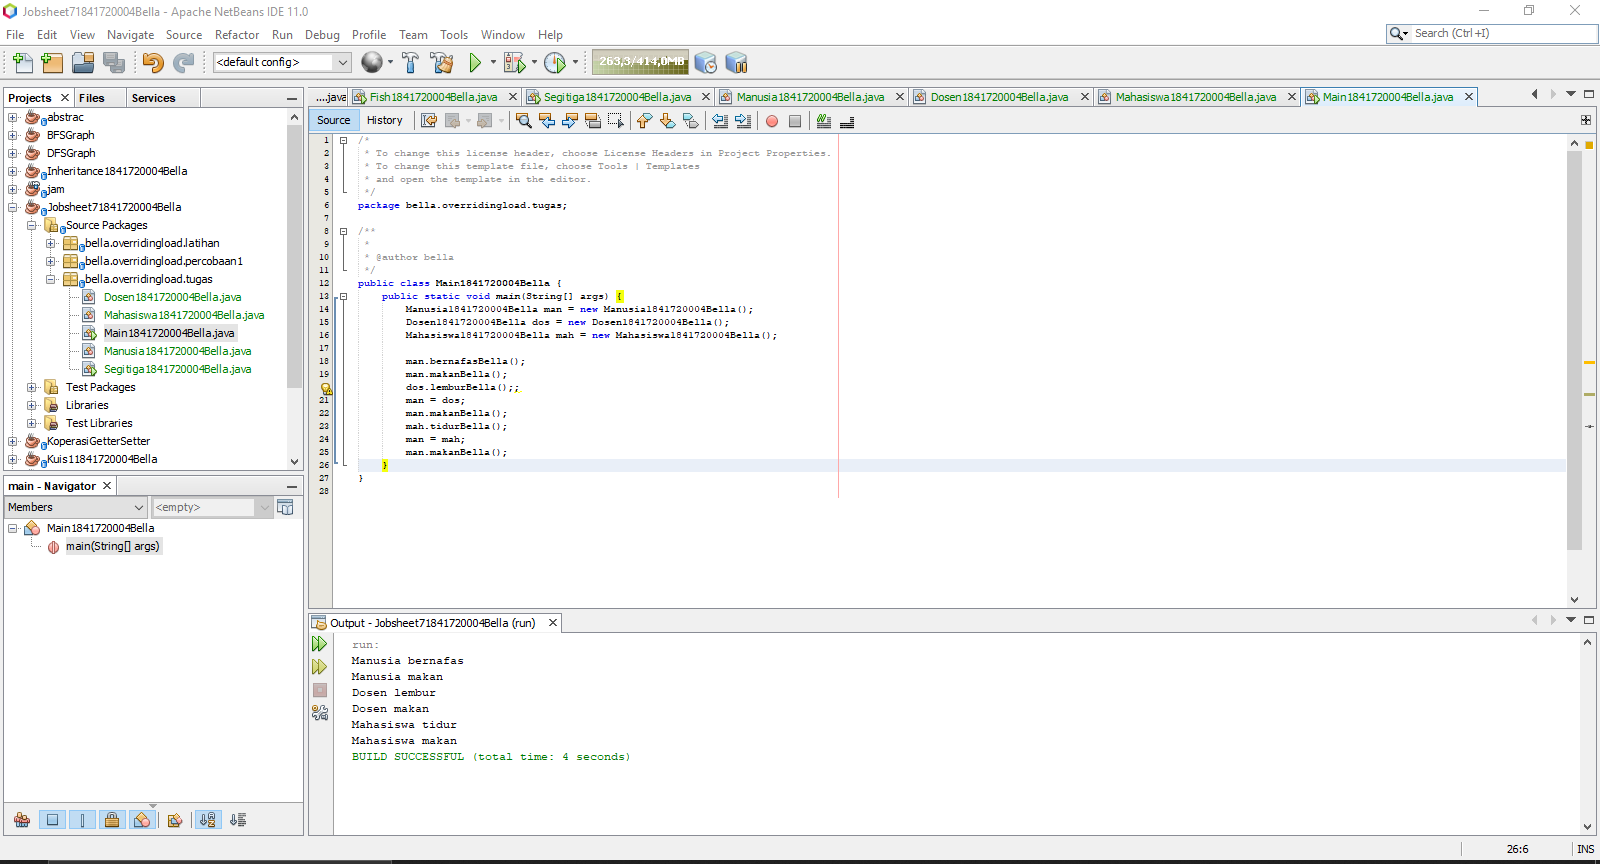 Jobsheet71841720004Bella - Apache NetBeans IDE 11.0
File Edit View Navigate Source Refactor Run Debug Profile Team Tools Window Help
Search (Ctrl+I)
<default config>
263,3/414,0MB
Projects Files Services
...java Fish1841720004Bella.java Segitiga1841720004Bella.java Manusia1841720004Bella.java Dosen1841720004Bella.java Mahasiswa1841720004Bella.java Main1841720004Bella.java
Source History
abstrac
BFSGraph
DFSGraph
Inheritance1841720004Bella
jam
Jobsheet71841720004Bella
Source Packages
bella.overridingload.latihan
bella.overridingload.percobaan1
bella.overridingload.tugas
Dosen1841720004Bella.java
Mahasiswa1841720004Bella.java
Main1841720004Bella.java
Manusia1841720004Bella.java
Segitiga1841720004Bella.java
Test Packages
Libraries
Test Libraries
KoperasiGetterSetter
Kuis11841720004Bella
main - Navigator
Members <empty>
Main1841720004Bella
main(String[] args)
1 /*
2 * To change this license header, choose License Headers in Project Properties.
3 * To change this template file, choose Tools | Templates
4 * and open the template in the editor.
5 */
6 package bella.overridingload.tugas;
7
8 /**
9 *
10 * @author bella
11 */
12 public class Main1841720004Bella {
13 public static void main(String[] args) {
14 Manusia1841720004Bella man = new Manusia1841720004Bella();
15 Dosen1841720004Bella dos = new Dosen1841720004Bella();
16 Mahasiswa1841720004Bella mah = new Mahasiswa1841720004Bella();
17
18 man.bernafasBella();
19 man.makanBella();
dos.lemburBella();;
21 man = dos;
22 man.makanBella();
23 mah.tidurBella();
24 man = mah;
25 man.makanBella();
26 }
27 }
28
Output - Jobsheet71841720004Bella (run)
run:
Manusia bernafas
Manusia makan
Dosen lembur
Dosen makan
Mahasiswa tidur
Mahasiswa makan
BUILD SUCCESSFUL (total time: 4 seconds)
26:6 INS